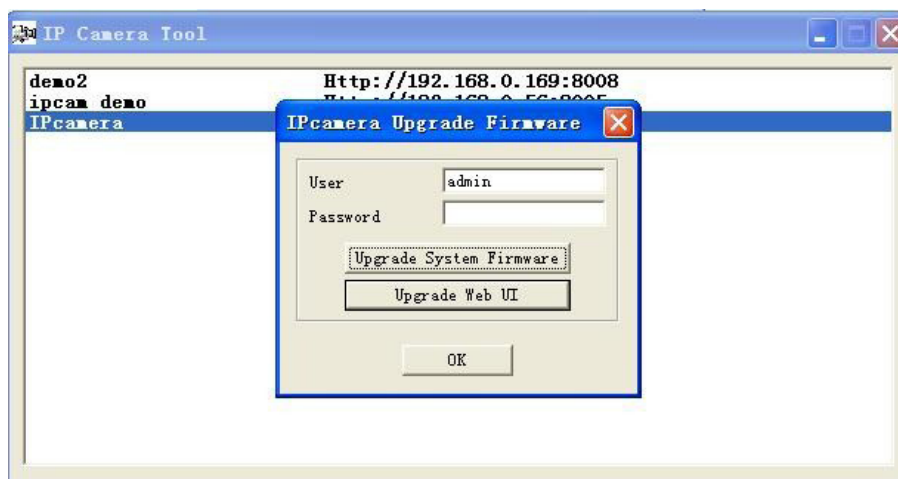 IP Camera Tool
demo2 Http://192.168.0.169:8008
ipcam demo
IPcamera
IPcamera Upgrade Firmware
User admin
Password
Upgrade System Firmware
Upgrade Web UI
OK